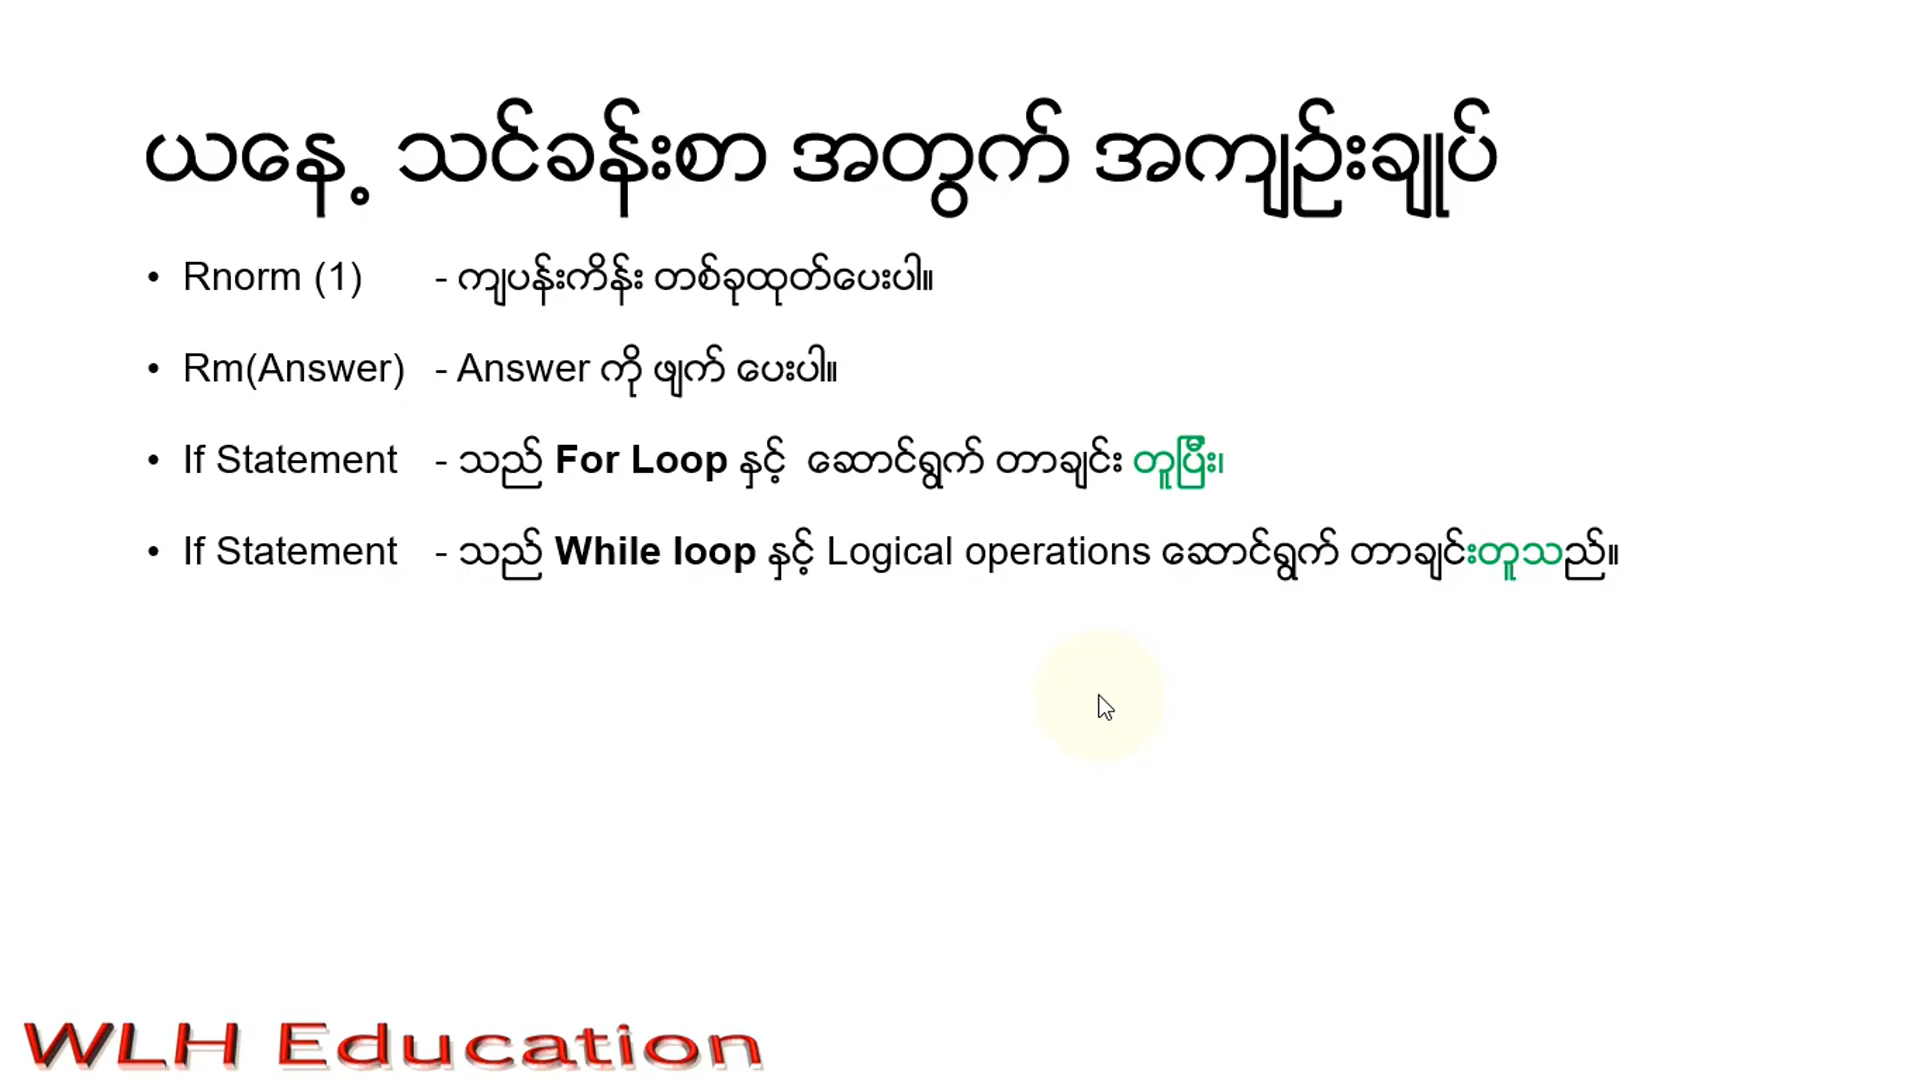 ယနေ့ သင်ခန်းစာ အတွက် အကျဉ်းချုပ်
• Rnorm (1) - ကျပန်းကိန်း တစ်ခုထုတ်ပေးပါ။
• Rm(Answer) - Answer ကို ဖျက် ပေးပါ။
• If Statement - သည် For Loop နှင့် ဆောင်ရွက် တာချင်း တူပြီး၊
• If Statement - သည် While loop နှင့် Logical operations ဆောင်ရွက် တာချင်းတူသည်။
WLH Education